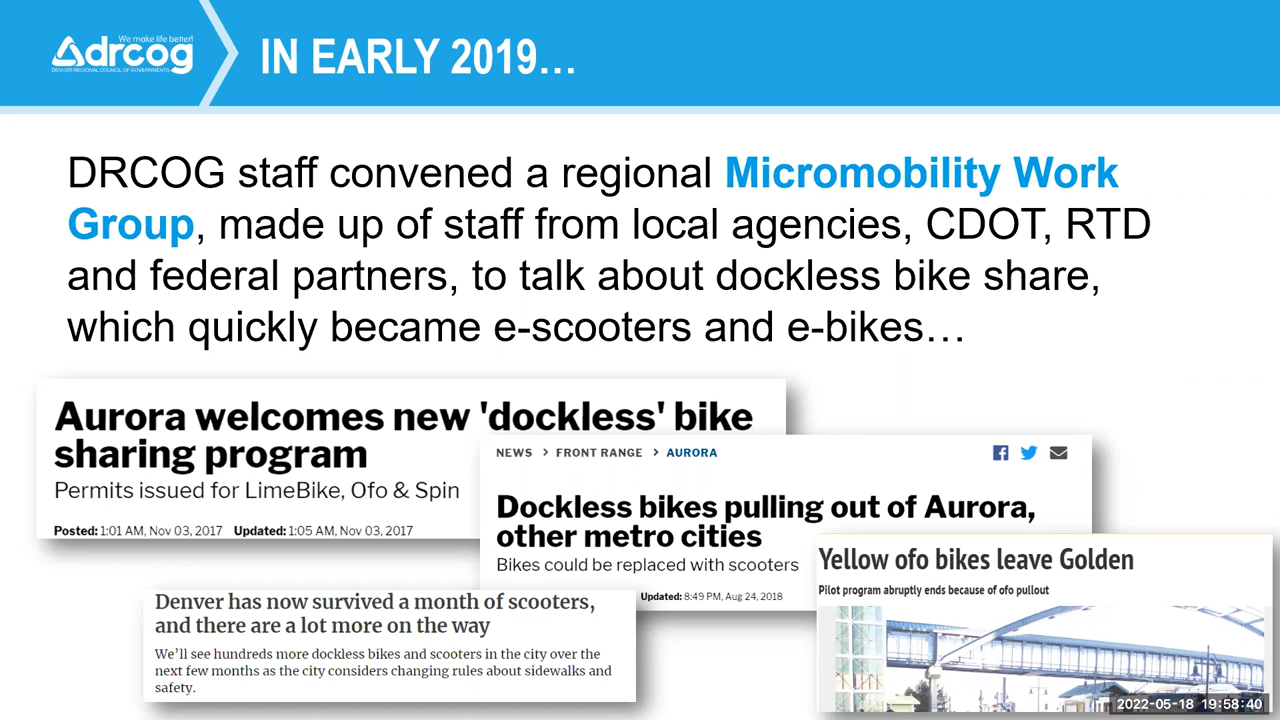 We make life better!
drcog
DENVER REGIONAL COUNCIL OF GOVERNMENTS
IN EARLY 2019…
DRCOG staff convened a regional Micromobility Work
Group, made up of staff from local agencies, CDOT, RTD
and federal partners, to talk about dockless bike share,
which quickly became e-scooters and e-bikes…
Aurora welcomes new 'dockless' bike
sharing program
Permits issued for LimeBike, Ofo & Spin
Posted: 1:01 AM, Nov 03, 2017 Updated: 1:05 AM, Nov 03, 2017
NEWS > FRONT RANGE > AURORA
Dockless bikes pulling out of Aurora,
other metro cities
Bikes could be replaced with scooters
Updated: 8:49 PM, Aug 24, 2018
Yellow ofo bikes leave Golden
Pilot program abruptly ends because of ofo pullout
Denver has now survived a month of scooters,
and there are a lot more on the way
We'll see hundreds more dockless bikes and scooters in the city over the
next few months as the city considers changing rules about sidewalks and
safety.
2022-05-18 19:58:40